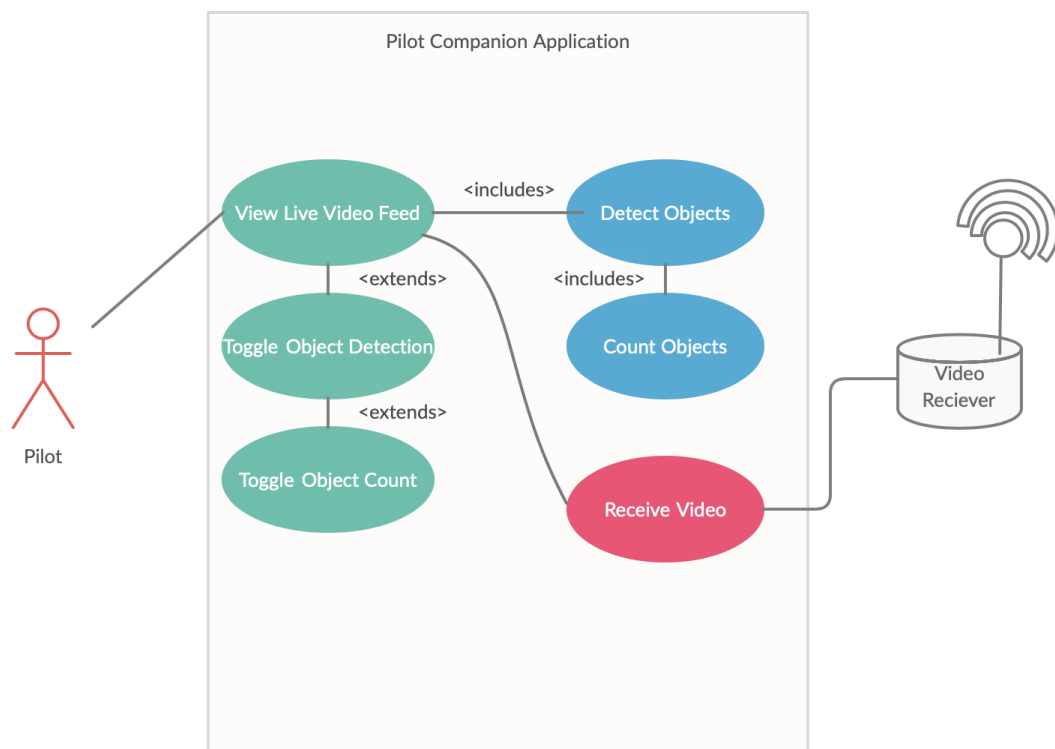 Pilot Companion Application
View Live Video Feed
<includes>
Detect Objects
<extends>
<includes>
Toggle Object Detection
Count Objects
<extends>
Toggle Object Count
Receive Video
Pilot
Video
Reciever